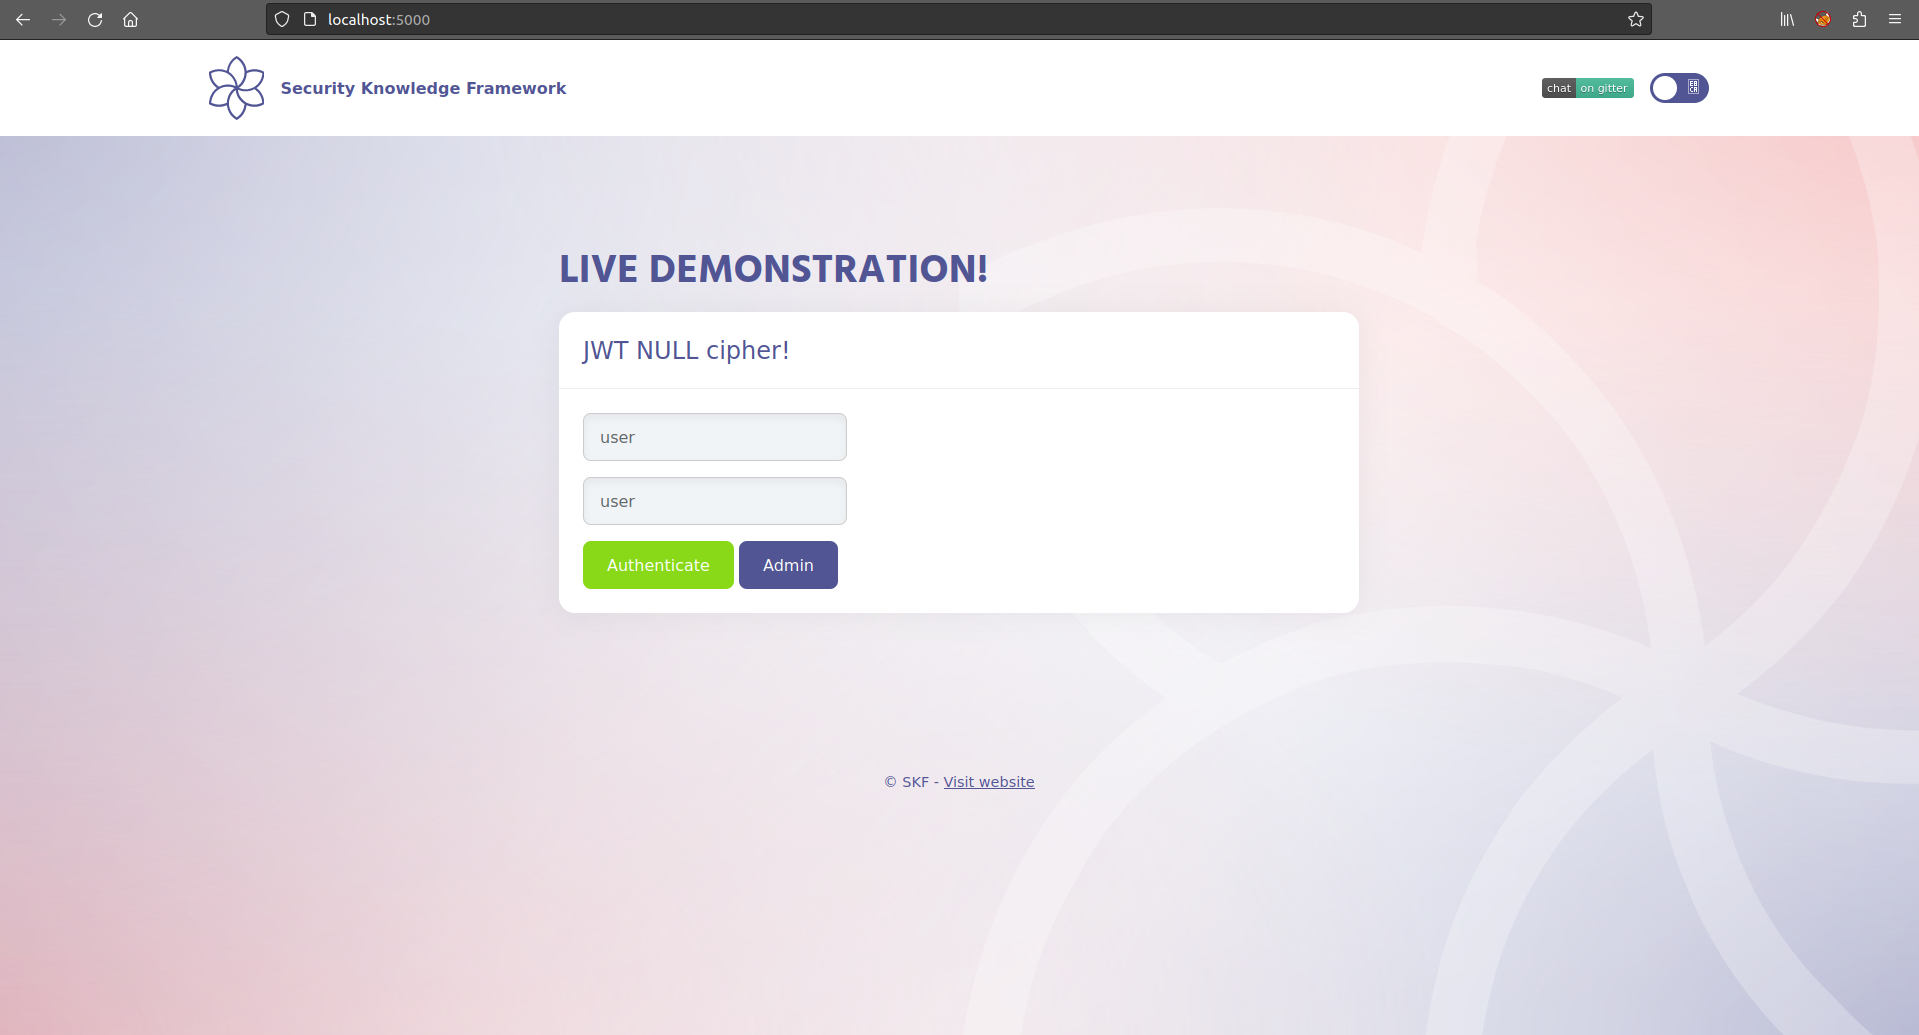 localhost:5000
Security Knowledge Framework
chat on gitter
LIVE DEMONSTRATION!
JWT NULL cipher!
user
user
Authenticate Admin
© SKF - Visit website